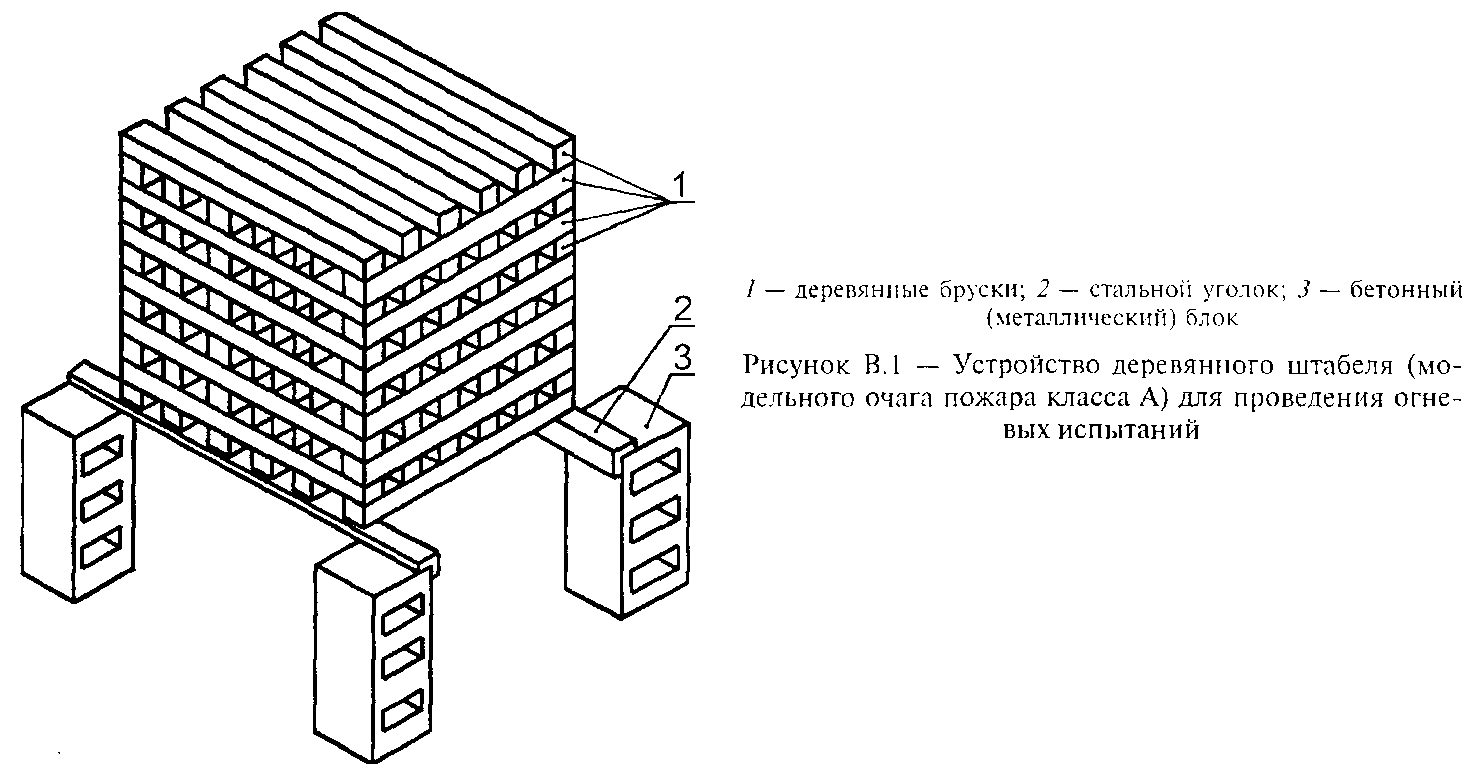 1
2
3
1 — деревянные бруски; 2 — стальной уголок; 3 — бетонный
(металлический) блок
Рисунок В.1 — Устройство деревянного штабеля (мо-
дельного очага пожара класса А) для проведения огне-
вых испытаний